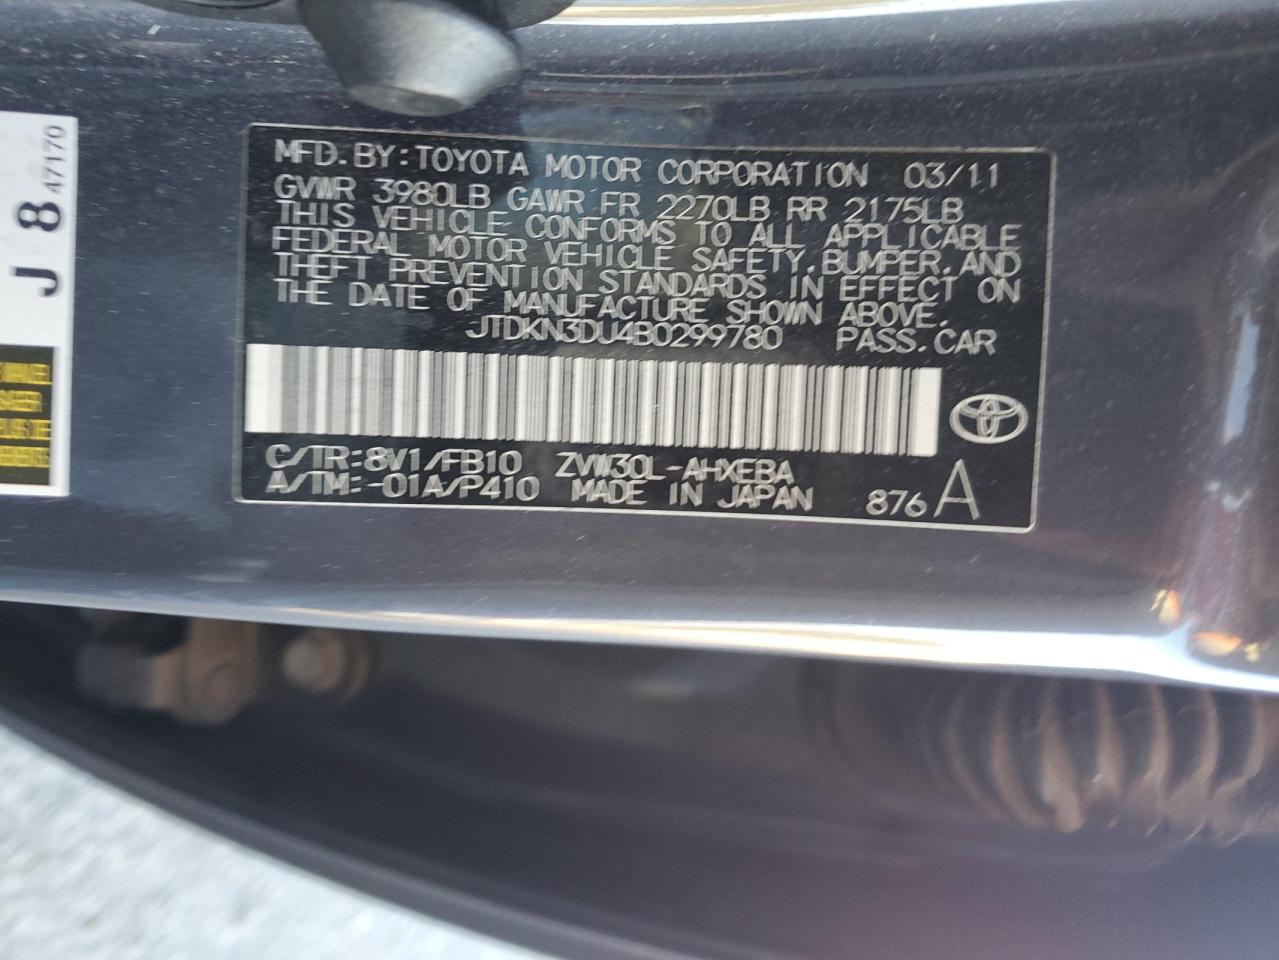 MFD.BY:TOYOTA MOTOR CORPORATION 03/11
GVWR 3980LB GAWR FR 2270LB RR 2175LB
THIS VEHICLE CONFORMS TO ALL APPLICABLE
FEDERAL MOTOR VEHICLE SAFETY,BUMPER,AND
THEFT PREVENTION STANDARDS IN EFFECT ON
THE DATE OF MANUFACTURE SHOWN ABOVE.
JTDKN3DU4B0299780 PASS.CAR
C/TR:8V1/FB10 ZVW30L-AHXEBA
A/TM:-01A/P410 MADE IN JAPAN 876 A
J 8 47170